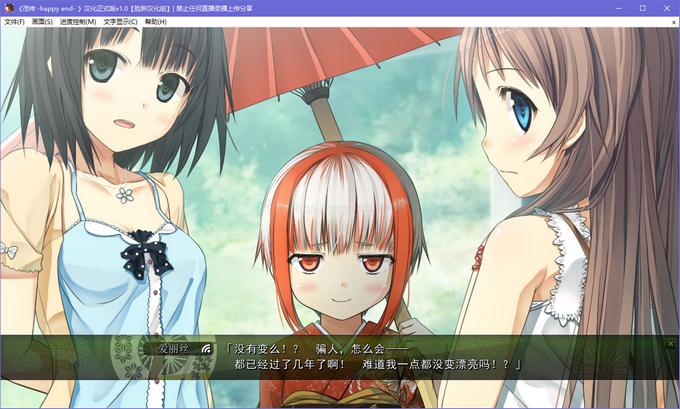 《茂伸 -happy end- 》汉化正式版v1.0【脸肿汉化组】| 禁止任何直播录播上传分享
文件(F) 画面(S) 进度控制(M) 文字显示(C) 帮助(H)
爱丽丝
「没有变么！？ 骗人，怎么会——
都已经过了几年了啊！ 难道我一点都没变漂亮吗！？」